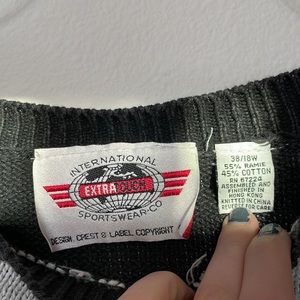 INTERNATIONAL
EXTRA TOUCH
SPORTSWEAR·CO
DESIGN, CREST & LABEL COPYRIGHT
38/18W
55% RAMIE
45% COTTON
RN 67224
ASSEMBLED AND
FINISHED IN
HONG KONG
KNITTED IN CHINA
REVERSE FOR CARE